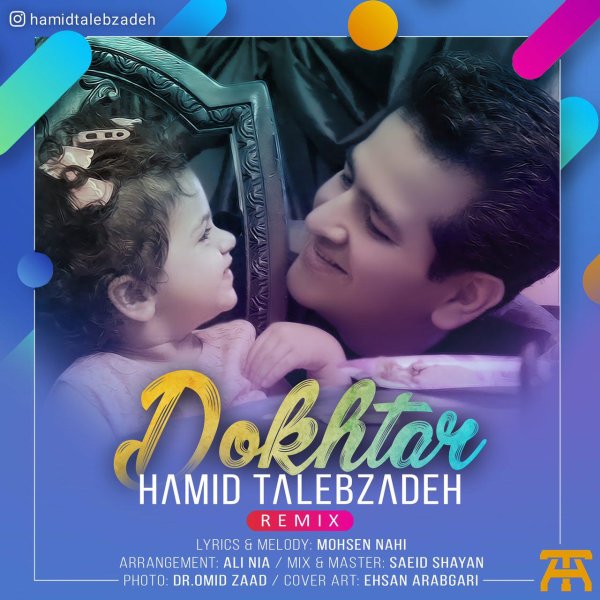 hamidtalebzadeh
Dokhtar
HAMID TALEBZADEH
REMIX
LYRICS & MELODY: MOHSEN NAHI
ARRANGEMENT: ALI NIA / MIX & MASTER: SAEID SHAYAN
PHOTO: DR.OMID ZAAD / COVER ART: EHSAN ARABGARI